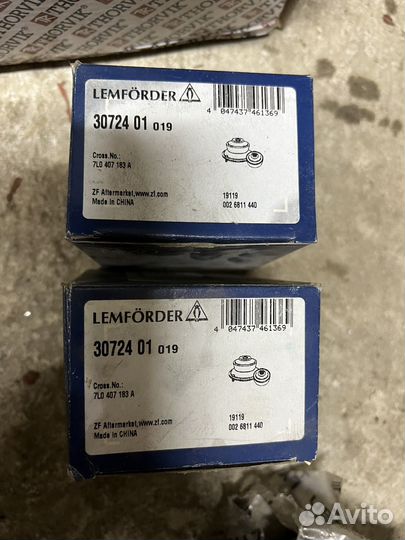 THORVIK
THORVIK
LEMFÖRDER
30724 01 019
4 047437 461369
Cross.No.:
7L0 407 183 A
ZF Aftermarket,www.zf.com
Made in CHINA
19119
002 6811 440
LEMFÖRDER
30724 01 019
4 047437 461369
Cross.No.:
7L0 407 183 A
ZF Aftermarket,www.zf.com
Made in CHINA
19119
002 6811 440
Avito